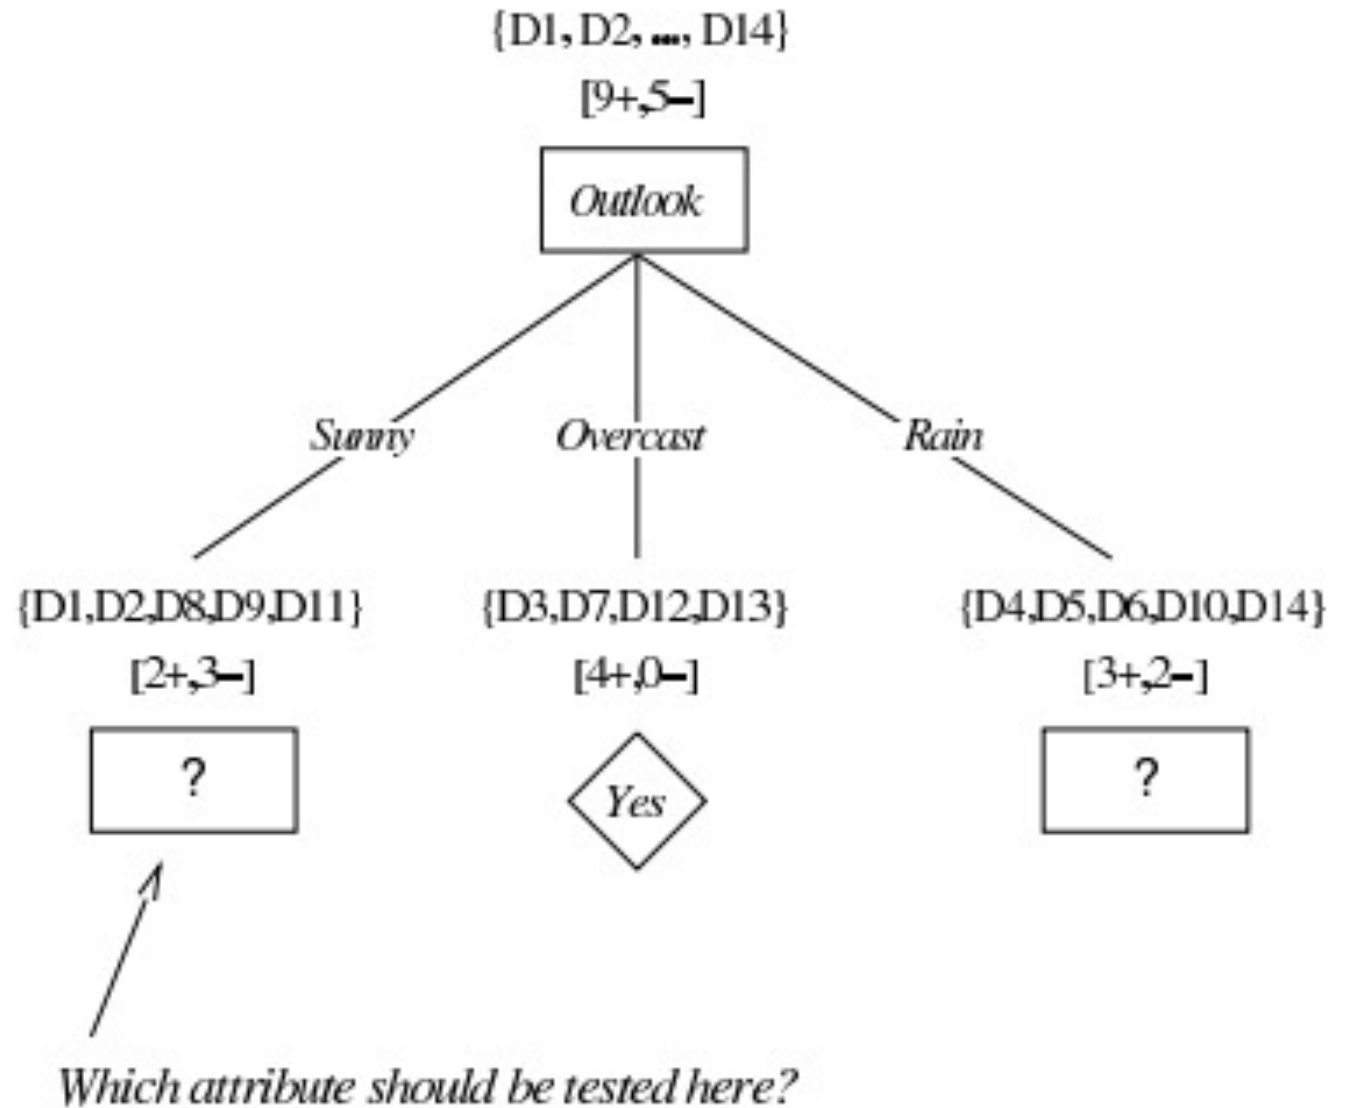 {D1, D2, ..., D14}
[9+,5−]
Outlook
Sunny Overcast Rain
{D1,D2,D8,D9,D11} {D3,D7,D12,D13} {D4,D5,D6,D10,D14}
[2+,3−] [4+,0−] [3+,2−]
? Yes ?
Which attribute should be tested here?